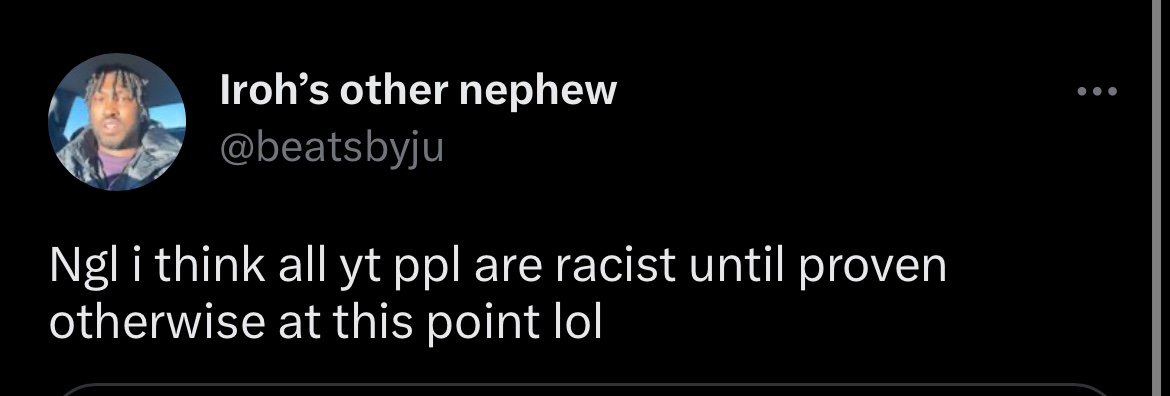 Iroh’s other nephew
@beatsbyju
Ngl i think all yt ppl are racist until proven
otherwise at this point lol